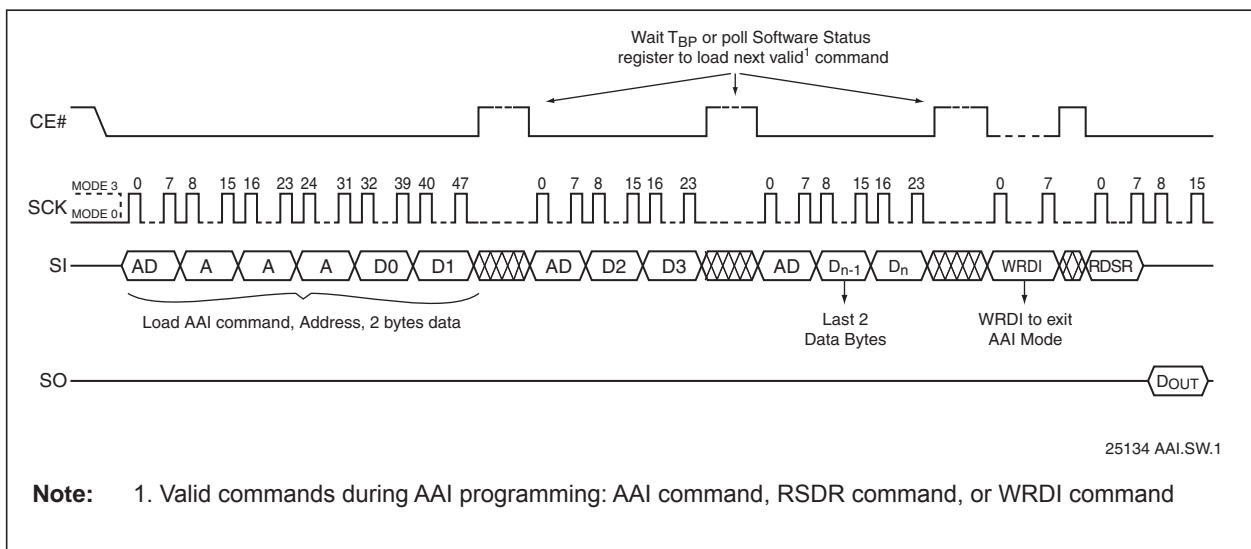 Wait TBP or poll Software Status
register to load next valid1 command
CE#
MODE 3
MODE 0
SCK
0 7 8 15 16 23 24 31 32 39 40 47 0 7 8 15 16 23 0 7 8 15 16 23 0 7 0 7 8 15
SI
AD A A A D0 D1 AD D2 D3 AD Dn-1 Dn WRDI RDSR
Load AAI command, Address, 2 bytes data
Last 2
Data Bytes
WRDI to exit
AAI Mode
SO
DOUT
25134 AAI.SW.1
Note: 1. Valid commands during AAI programming: AAI command, RSDR command, or WRDI command